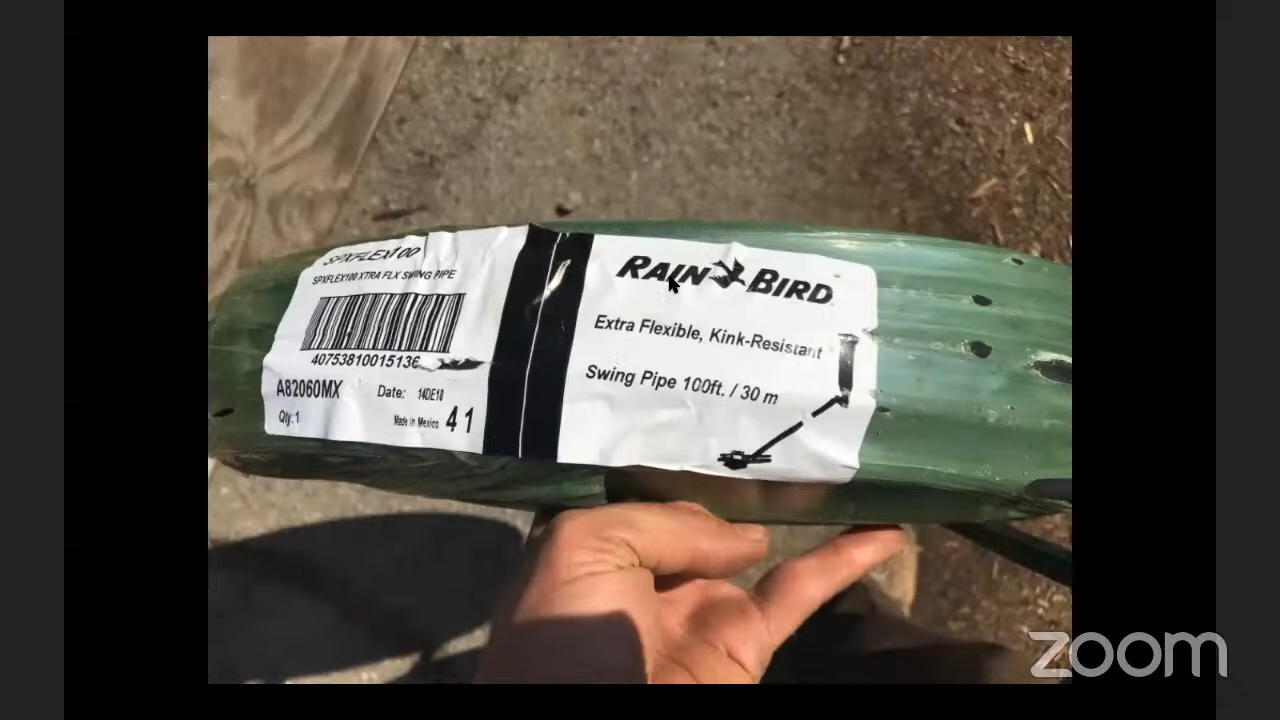 SPXFLEX100
SPXFLEX100 XTRA FLX SWING PIPE
40753810015136
A82060MX
Date: 14DE18
Qty. 1
Made in Mexico 41
RAIN BIRD
Extra Flexible, Kink-Resistant
Swing Pipe 100ft. / 30 m
zoom